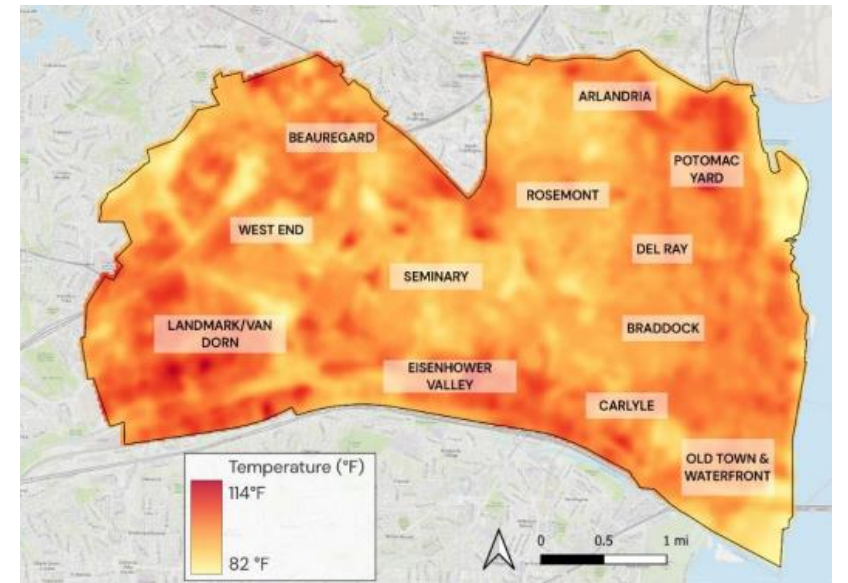 ARLANDRIA
BEAUREGARD
POTOMAC
YARD
ROSEMONT
WEST END
DEL RAY
SEMINARY
LANDMARK/VAN
DORN
BRADDOCK
EISENHOWER
VALLEY
CARLYLE
OLD TOWN &
WATERFRONT
Temperature (°F)
114°F
82 °F
0 0.5 1 mi